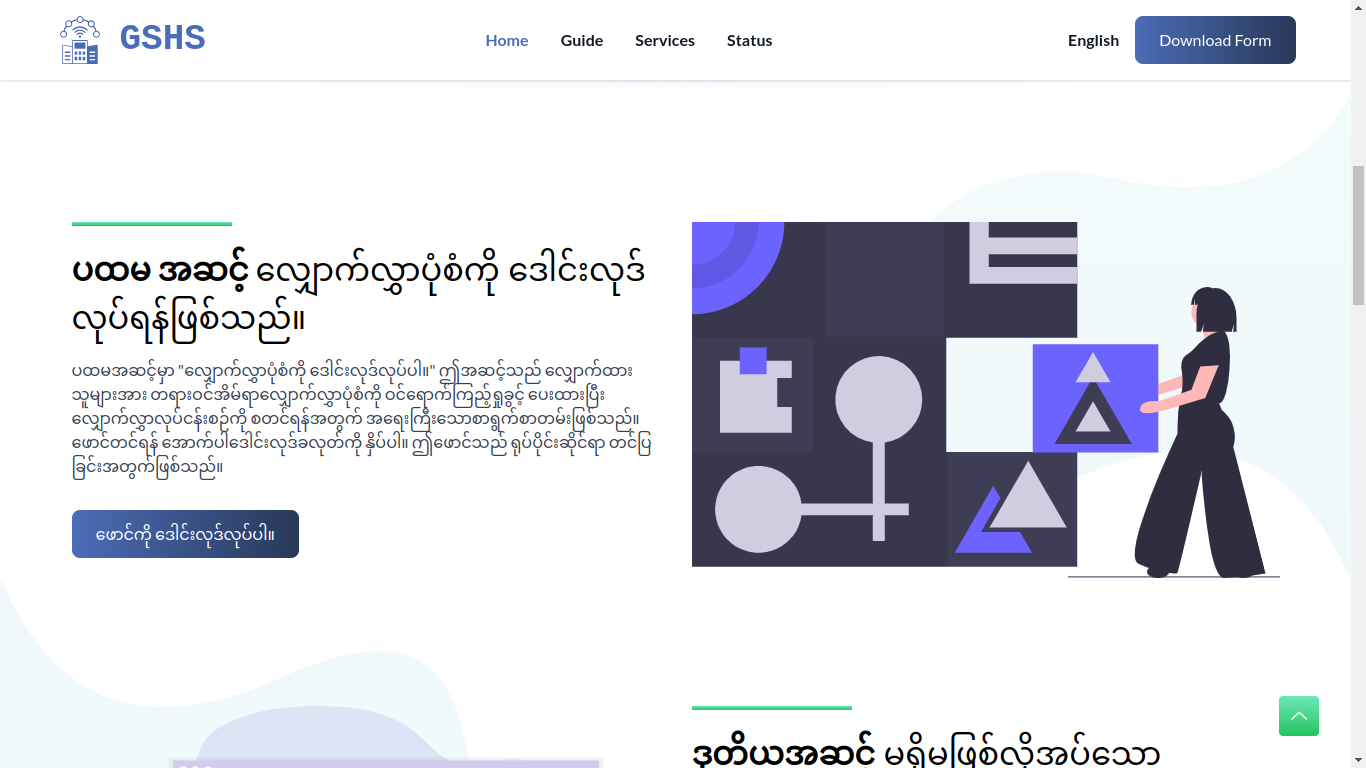 GSHS
Home
Guide
Services
Status
English
Download Form
ပထမ အဆင့် လျှောက်လွှာပုံစံကို ဒေါင်းလုဒ်
လုပ်ရန်ဖြစ်သည်။
ပထမအဆင့်မှာ "လျှောက်လွှာပုံစံကို ဒေါင်းလုဒ်လုပ်ပါ။" ဤအဆင့်သည် လျှောက်ထား
သူများအား တရားဝင်အိမ်ရာလျှောက်လွှာပုံစံကို ဝင်ရောက်ကြည့်ရှုခွင့် ပေးထားပြီး
လျှောက်လွှာလုပ်ငန်းစဉ်ကို စတင်ရန်အတွက် အရေးကြီးသောစာရွက်စာတမ်းဖြစ်သည်။
ဖောင်တင်ရန် အောက်ပါဒေါင်းလုဒ်ခလုတ်ကို နှိပ်ပါ။ ဤဖောင်သည် ရုပ်ပိုင်းဆိုင်ရာ တင်ပြ
ခြင်းအတွက်ဖြစ်သည်။
ဖောင်ကို ဒေါင်းလုဒ်လုပ်ပါ။
ဒုတိယအဆင့် မရှိမဖြစ်လိုအပ်သော